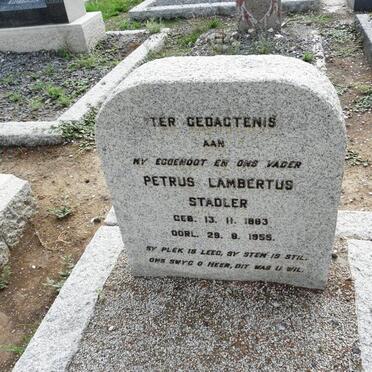 TER GEDAGTENIS
AAN
MY EGGENOOT EN ONS VADER
PETRUS LAMBERTUS
STADLER
GEB. 13. 11. 1883
OORL. 29. 8. 1955.
SY PLEK IS LEEG, SY STEM IS STIL.
ONS SWYG O HEER, DIT WAS U WIL.